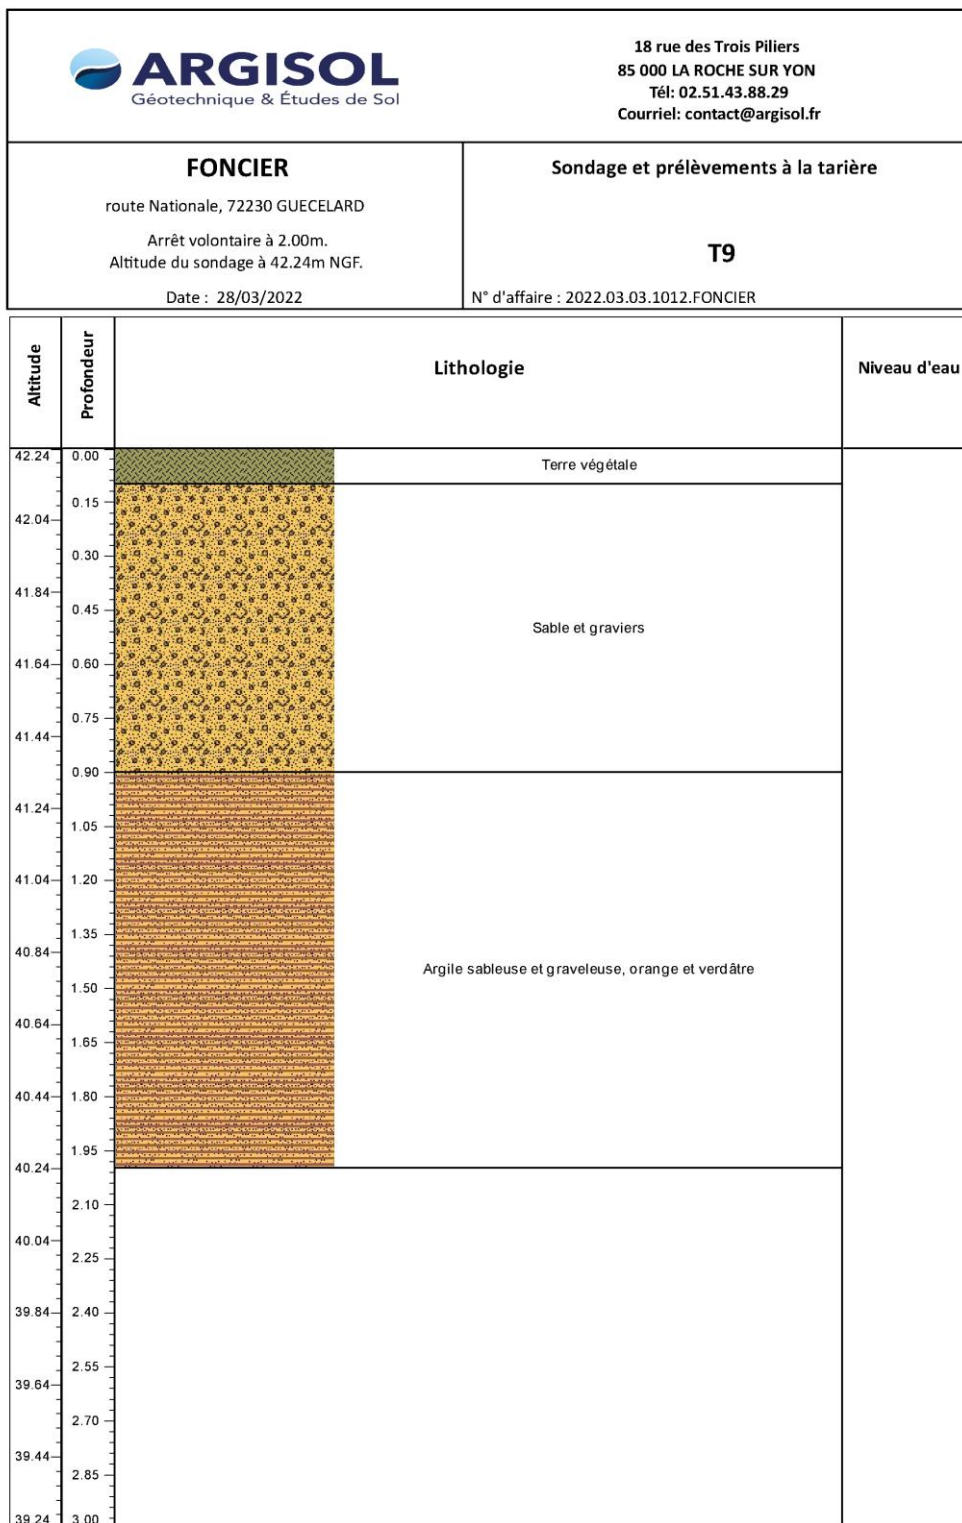 ARGISOL
Géotechnique & Études de Sol
18 rue des Trois Piliers
85 000 LA ROCHE SUR YON
Tél: 02.51.43.88.29
Courriel: contact@argisol.fr
FONCIER
route Nationale, 72230 GUECELARD
Arrêt volontaire à 2.00m.
Altitude du sondage à 42.24m NGF.
Date : 28/03/2022
Sondage et prélèvements à la tarière
T9
N° d'affaire : 2022.03.03.1012.FONCIER
Altitude
Profondeur
Lithologie
Niveau d'eau
42.24 0.00
Terre végétale
0.15
42.04
0.30
41.84
0.45
Sable et graviers
41.64 0.60
0.75
41.44
0.90
41.24
1.05
41.04 1.20
1.35
40.84
Argile sableuse et graveleuse, orange et verdâtre
1.50
40.64
1.65
40.44 1.80
1.95
40.24
2.10
40.04
2.25
39.84 2.40
2.55
39.64
2.70
39.44
2.85
39.24 3.00